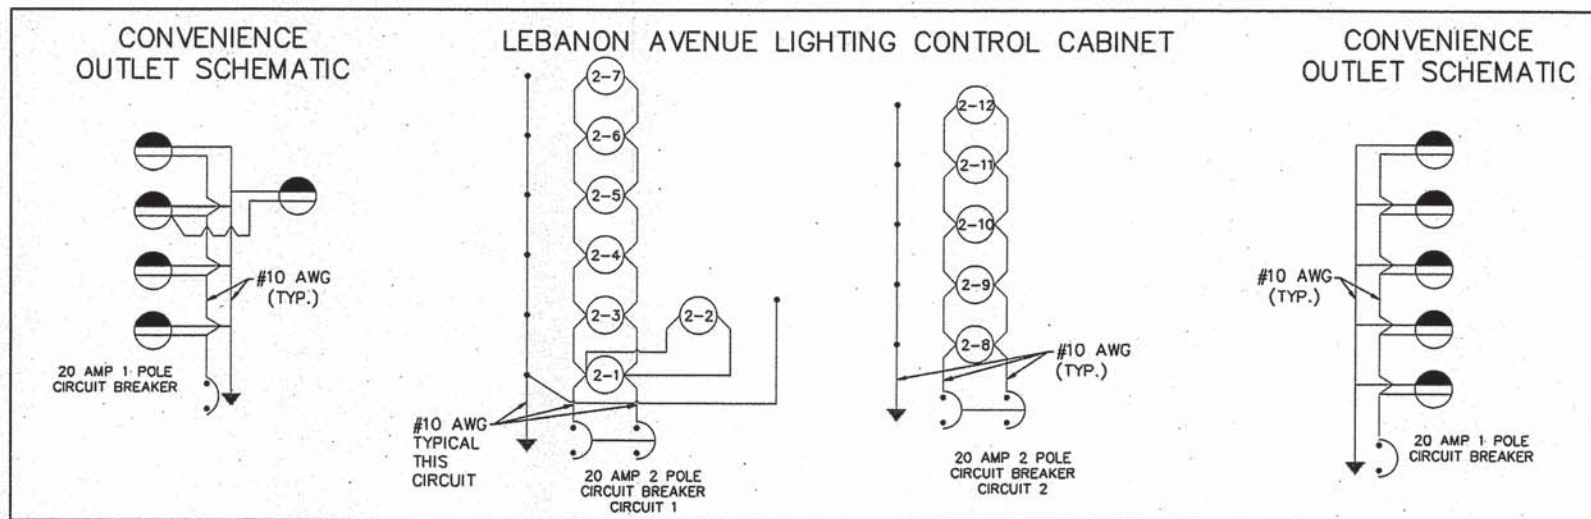 CONVENIENCE
OUTLET SCHEMATIC
#10 AWG
(TYP.)
20 AMP 1 POLE
CIRCUIT BREAKER
LEBANON AVENUE LIGHTING CONTROL CABINET
2-7
2-6
2-5
2-4
2-3
2-2
2-1
#10 AWG
TYPICAL
THIS
CIRCUIT
20 AMP 2 POLE
CIRCUIT BREAKER
CIRCUIT 1
2-12
2-11
2-10
2-9
2-8
#10 AWG
(TYP.)
20 AMP 2 POLE
CIRCUIT BREAKER
CIRCUIT 2
CONVENIENCE
OUTLET SCHEMATIC
#10 AWG
(TYP.)
20 AMP 1 POLE
CIRCUIT BREAKER